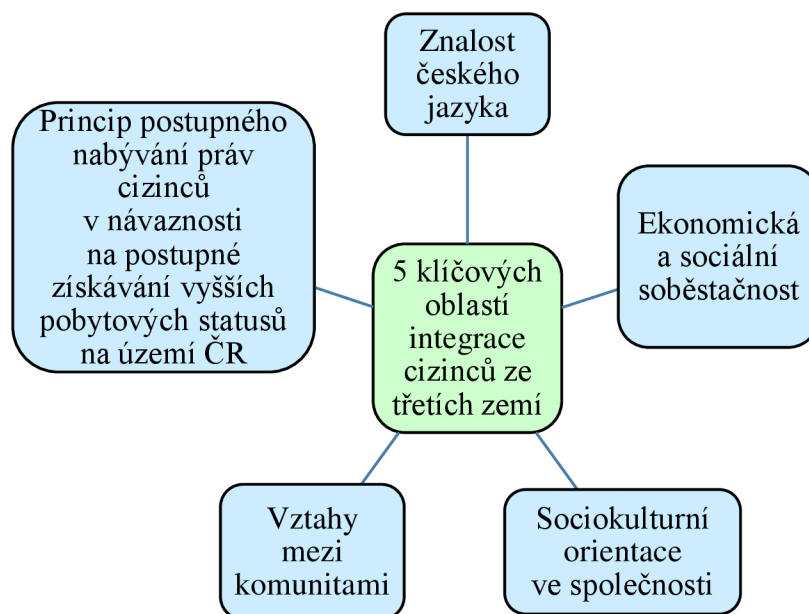 Znalost
českého
jazyka
Princip postupného
nabývání práv
cizinců
v návaznosti
na postupné
získávání vyšších
pobytových statusů
na území ČR
Ekonomická
a sociální
soběstačnost
5 klíčových
oblastí
integrace
cizinců ze
třetích zemí
Vztahy
mezi
komunitami
Sociokulturní
orientace
ve společnosti